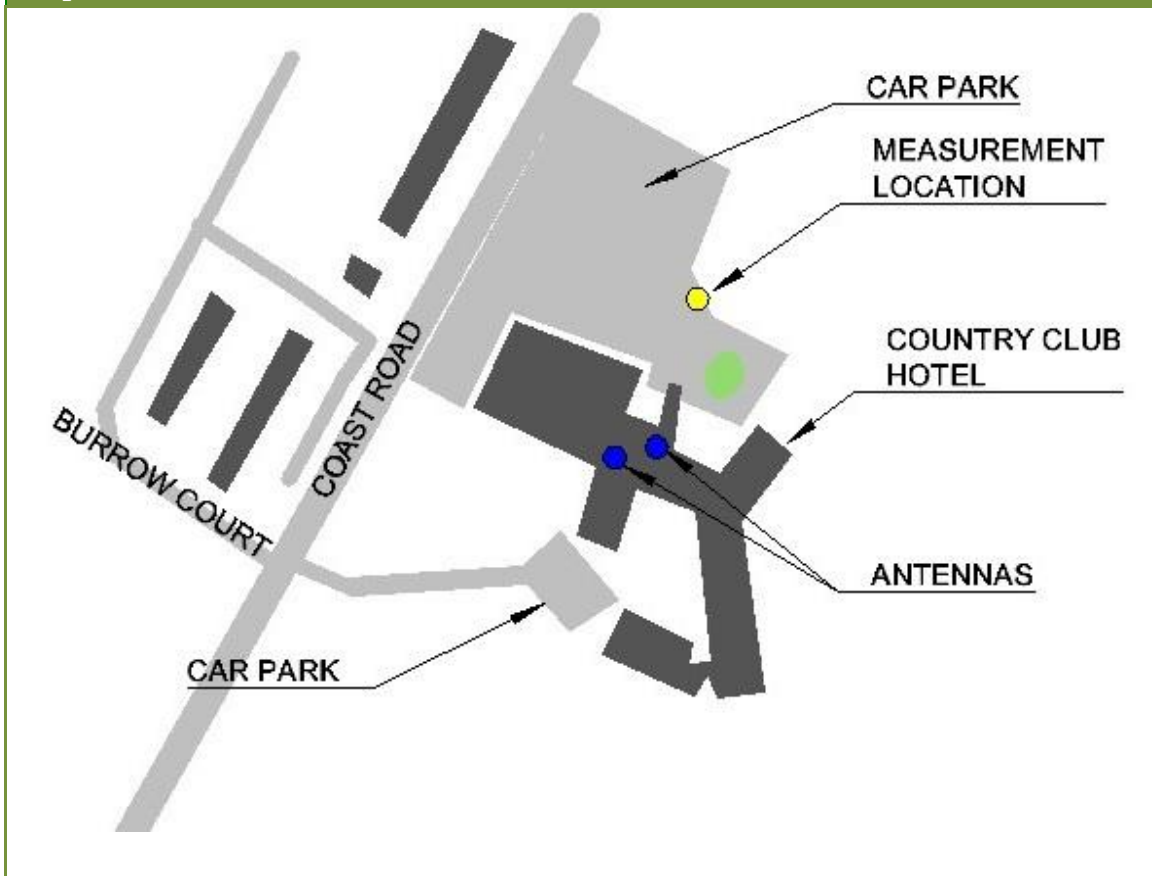 CAR PARK
MEASUREMENT
LOCATION
COUNTRY CLUB
HOTEL
COAST ROAD
BURROW COURT
ANTENNAS
CAR PARK